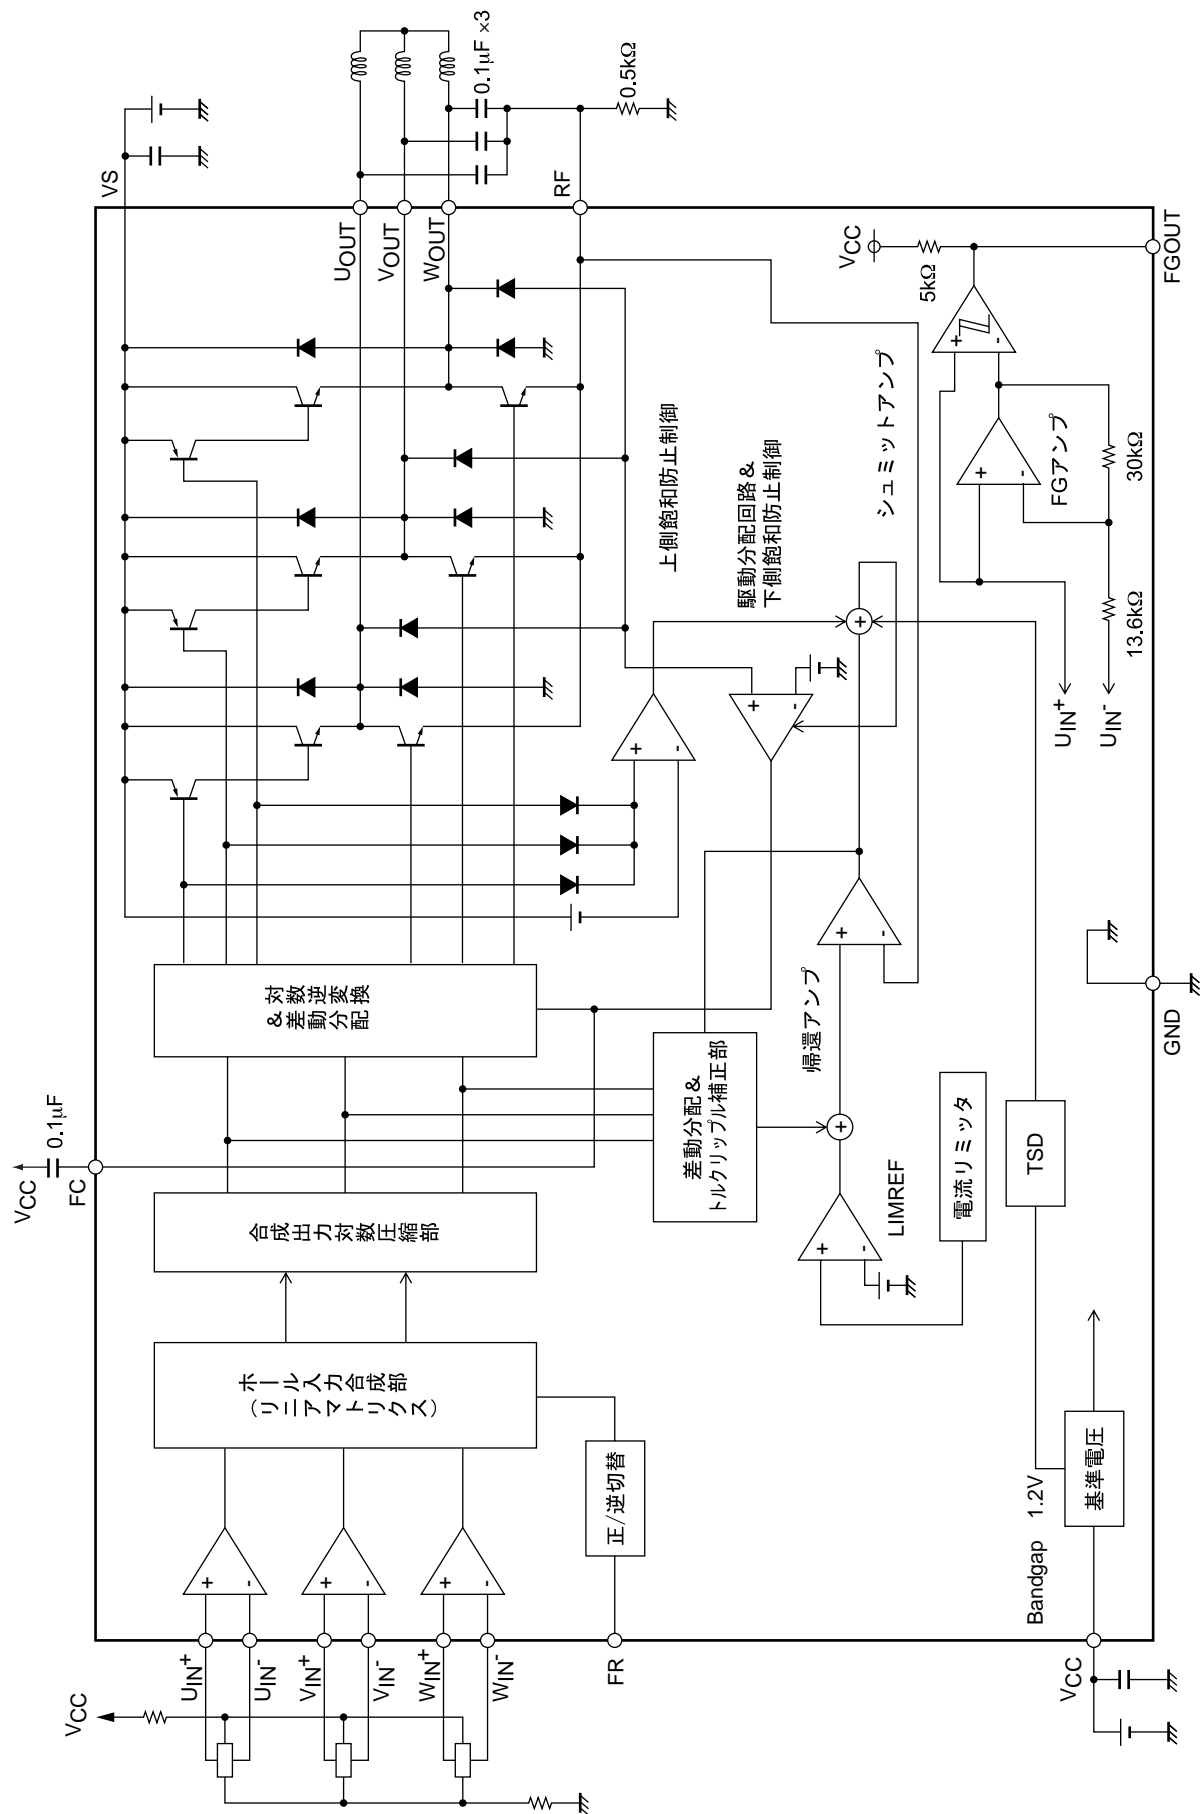 VS
0.1μF ×3
0.5kΩ
RF
UOUT
VOUT
WOUT
VCC
5kΩ
FGOUT
上側飽和防止制御
駆動分配回路&
下側飽和防止制御
シュミットアンプ
FGアンプ
30kΩ
13.6kΩ
UIN+
UIN-
+
-
+
-
+
-
+
-
+
+
-
対数逆変換
&差動分配
帰還アンプ
GND
VCC
0.1μF
FC
差動分配&
トルクリップル補正部
+
合成出力対数圧縮部
LIMREF
+
-
電流リミッタ
TSD
ホール入力合成部
(リニアマトリクス)
正/逆切替
Bandgap 1.2V
基準電圧
+
-
+
-
+
-
UIN+
UIN-
VIN+
VIN-
WIN+
WIN-
FR
VCC
VCC